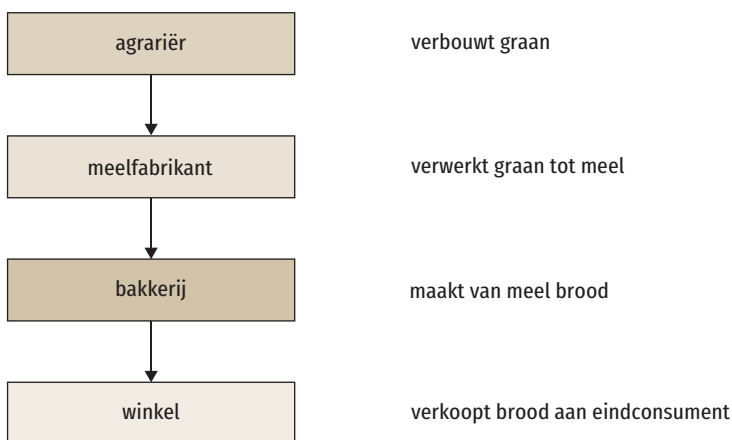 agrariër verbouwt graan
meelfabrikant verwerkt graan tot meel
bakkerij maakt van meel brood
winkel verkoopt brood aan eindconsument